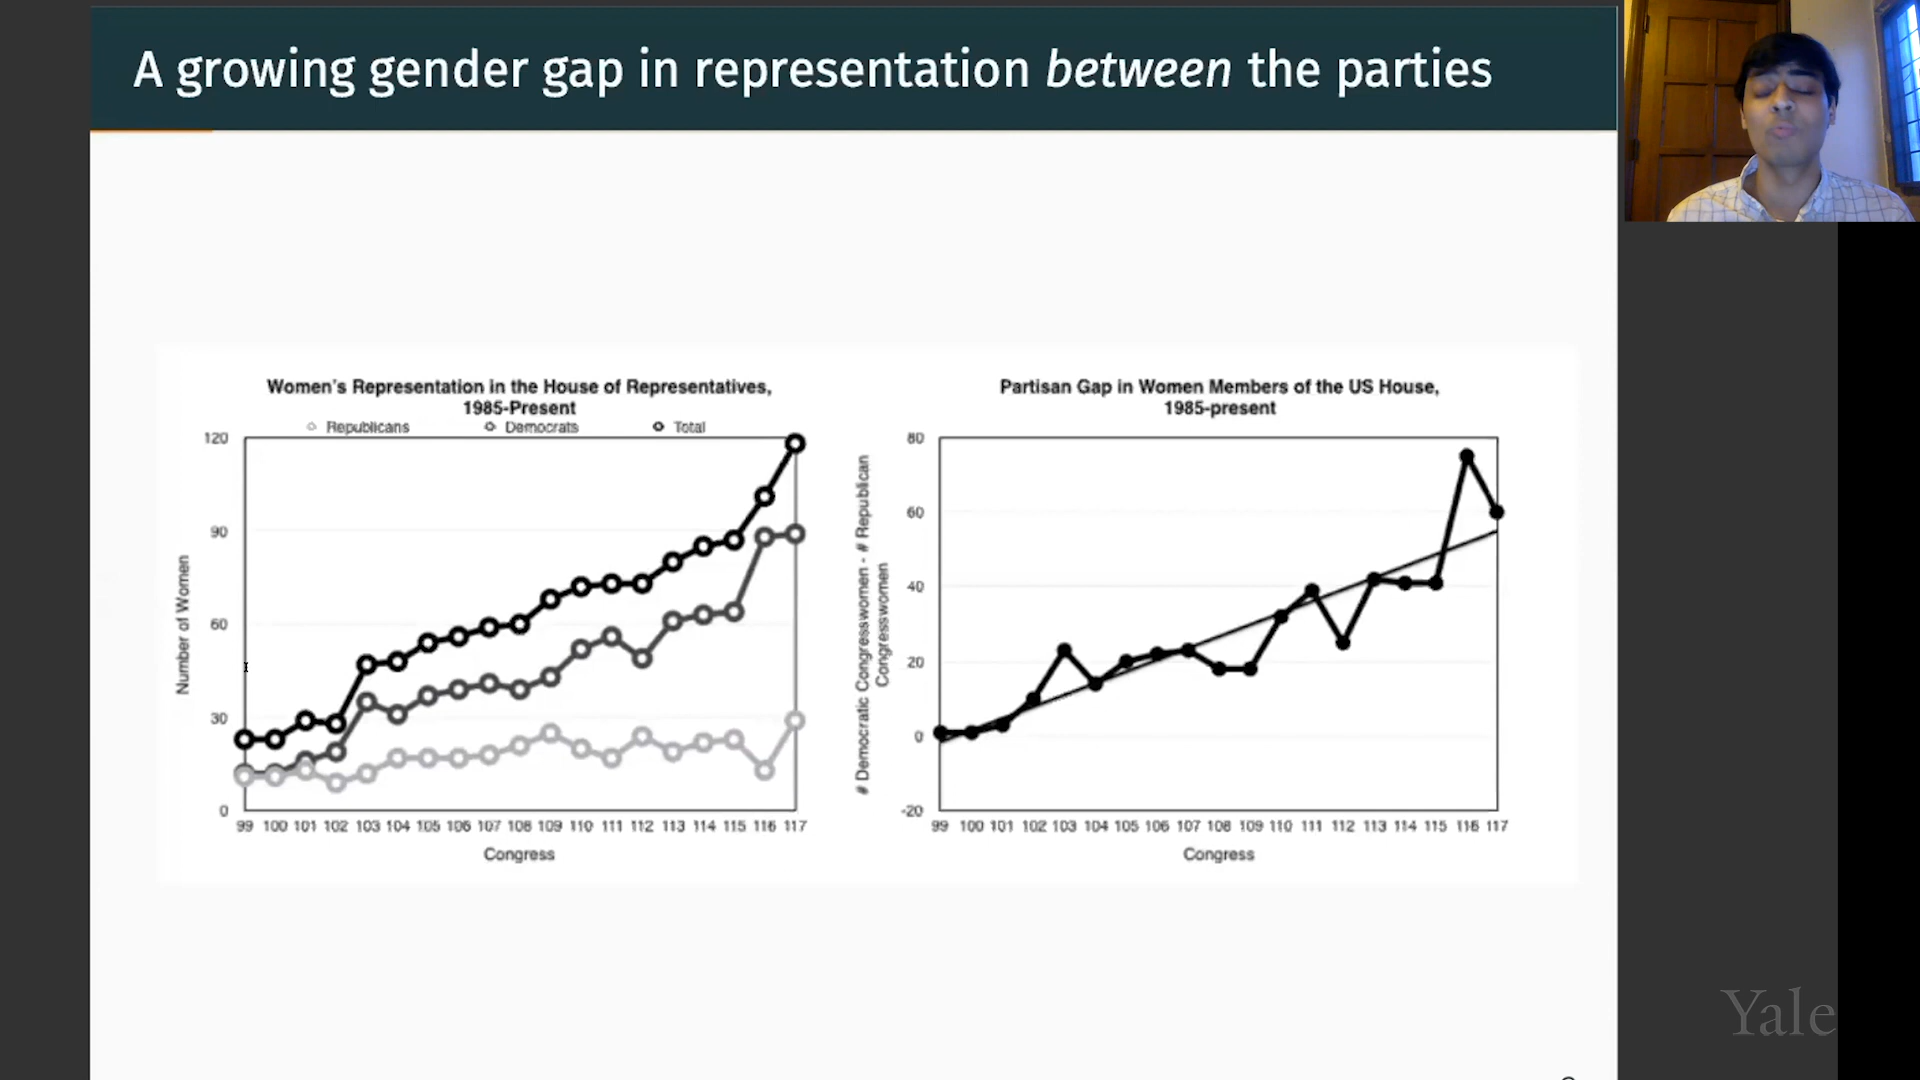 A growing gender gap in representation between the parties
Women's Representation in the House of Representatives,
1985-Present
Republicans Democrats Total
120
90
60
30
0
Number of Women
99 100 101 102 103 104 105 106 107 108 109 110 111 112 113 114 115 116 117
Congress
Partisan Gap in Women Members of the US House,
1985-present
80
60
40
20
0
-20
# Democratic Congresswomen - # Republican
Congresswomen
99 100 101 102 103 104 105 106 107 108 109 110 111 112 113 114 115 116 117
Congress
Yale